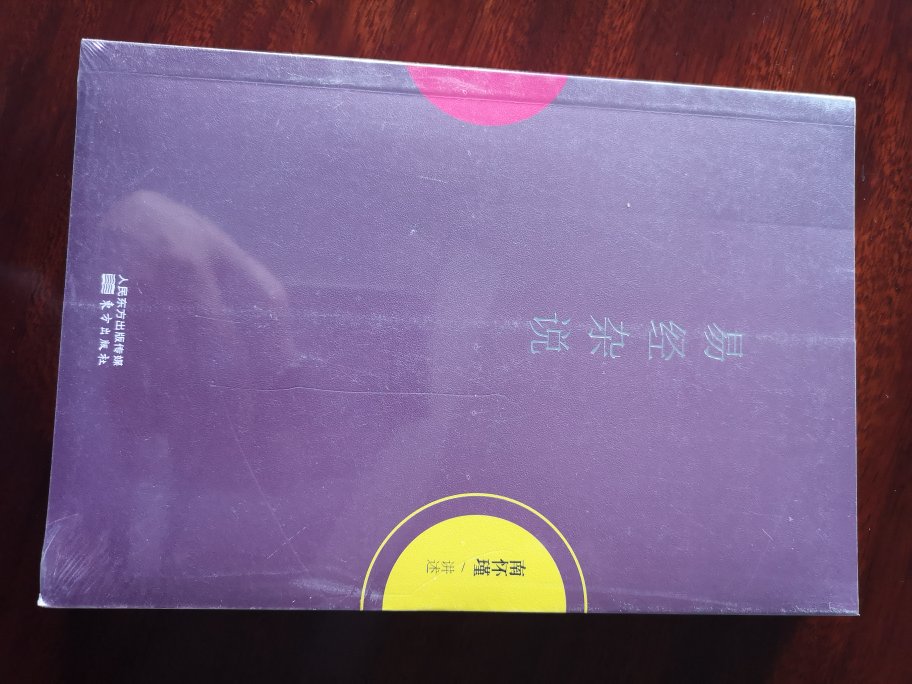 易经杂说
南怀瑾/讲述
人民东方出版传媒
東方出版社